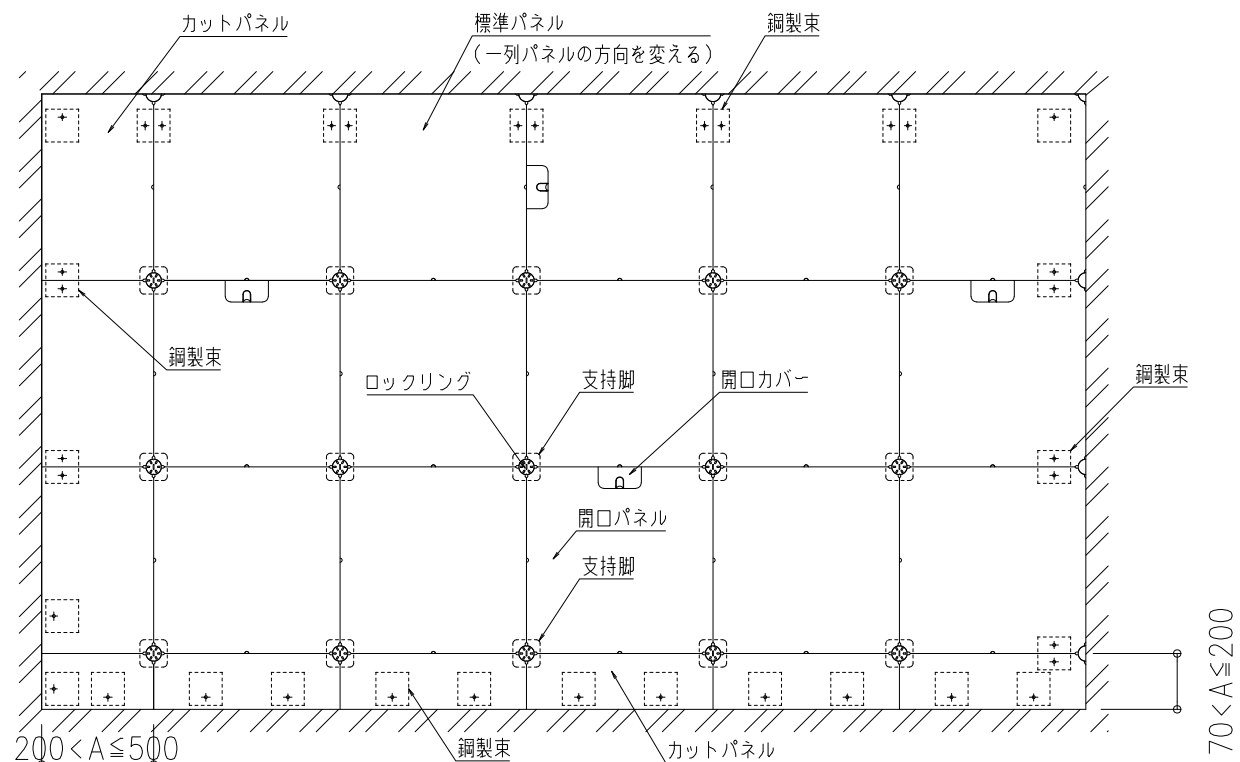 カットパネル
標準パネル
（一列パネルの方向を変える）
鋼製束
鋼製束
ロックリング
支持脚
開口カバー
鋼製束
開口パネル
支持脚
70<A≦200
200<A≦500
鋼製束
カットパネル